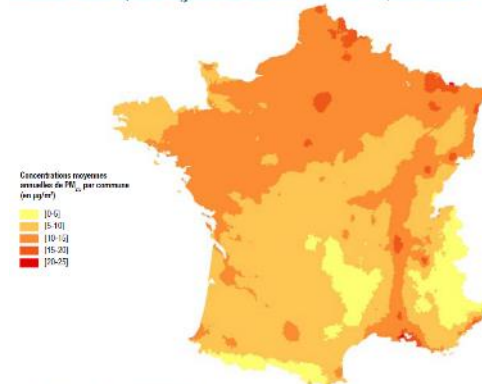 Concentrations moyennes
annuelles de PM2,5 par commune
(en µg/m³)
[0-5]
]5-10]
]10-15]
]15-20]
]20-25]